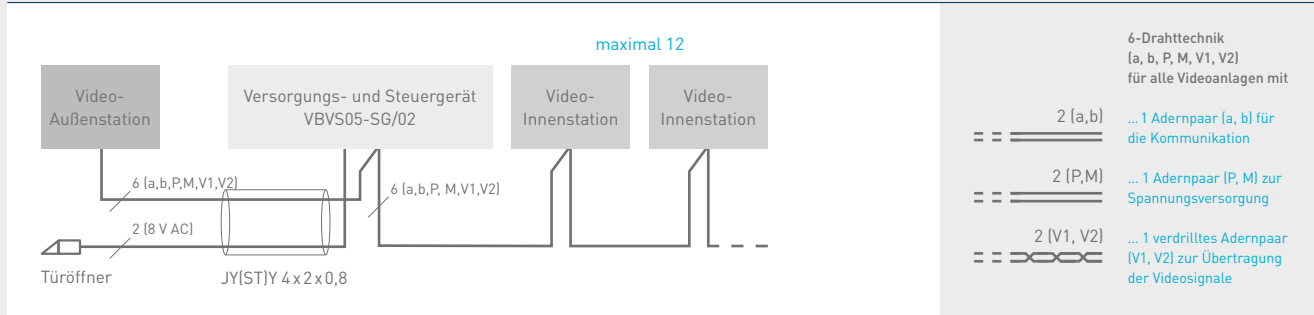 maximal 12
Video-
Außenstation
Versorgungs- und Steuergerät
VBVS05-SG/02
Video-
Innenstation
Video-
Innenstation
6 (a,b,P,M,V1,V2)
6 (a,b,P, M,V1,V2)
2 (8 V AC)
Türöffner
JY(ST)Y 4 x 2 x 0,8
6-Drahttechnik
(a, b, P, M, V1, V2)
für alle Videoanlagen mit
2 (a,b)
... 1 Adernpaar (a, b) für
die Kommunikation
2 (P,M)
... 1 Adernpaar (P, M) zur
Spannungsversorgung
2 (V1, V2)
... 1 verdrilltes Adernpaar
(V1, V2) zur Übertragung
der Videosignale